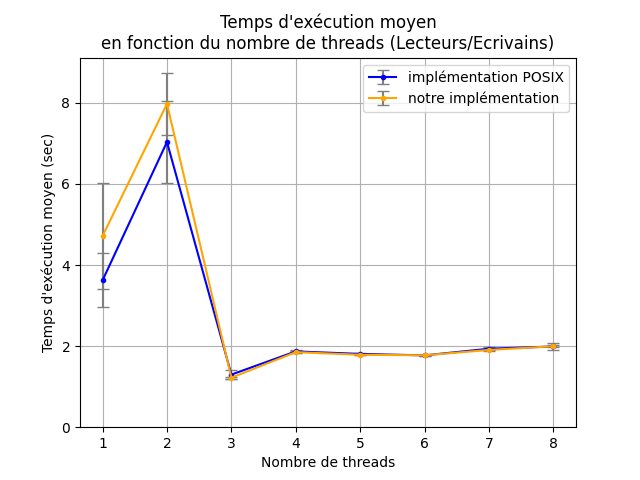 Temps d'exécution moyen
en fonction du nombre de threads (Lecteurs/Ecrivains)
implémentation POSIX
notre implémentation
Temps d'exécution moyen (sec)
8
6
4
2
0
1 2 3 4 5 6 7 8
Nombre de threads